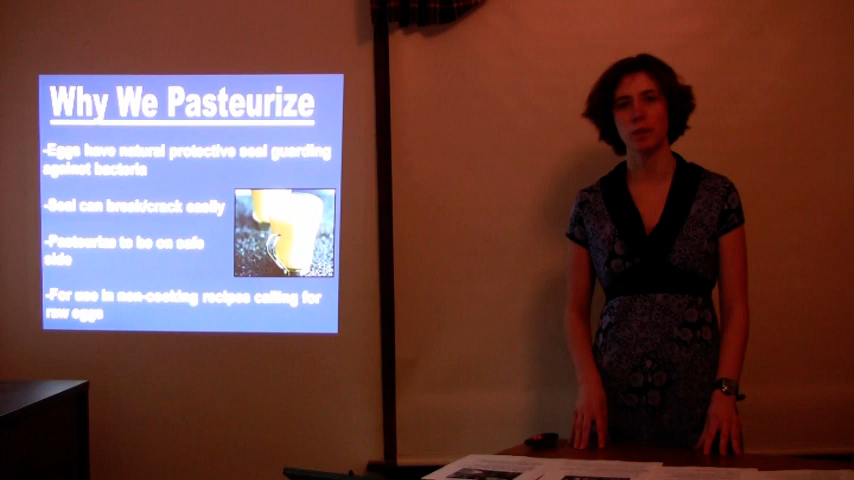 Why We Pasteurize
-Eggs have natural protective seal guarding
against bacteria
-Seal can break/crack easily
-Pasteurize to be on safe
side
-For use in non-cooking recipes calling for
raw eggs